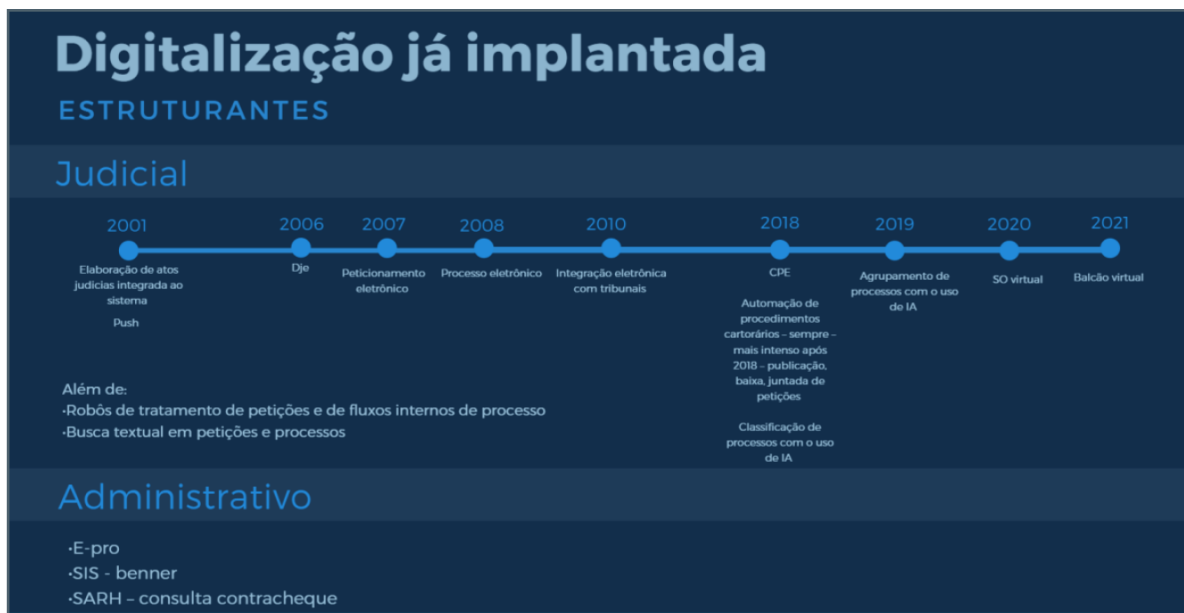 Digitalização já implantada
ESTRUTURANTES
Judicial
2001
Elaboração de atos
judicias integrada ao
sistema
Push
2006
Dje
2007
Peticionamento
eletrônico
2008
Processo eletrônico
2010
Integração eletrônica
com tribunais
2018
CPE
Automação de
procedimentos
cartorários – sempre –
mais intenso após
2018 – publicação,
baixa, juntada de
petições
Classificação de
processos com o uso
de IA
2019
Agrupamento de
processos com o uso
de IA
2020
SO virtual
2021
Balcão virtual
Além de:
•Robôs de tratamento de petições e de fluxos internos de processo
•Busca textual em petições e processos
Administrativo
•E-pro
•SIS - benner
•SARH – consulta contracheque